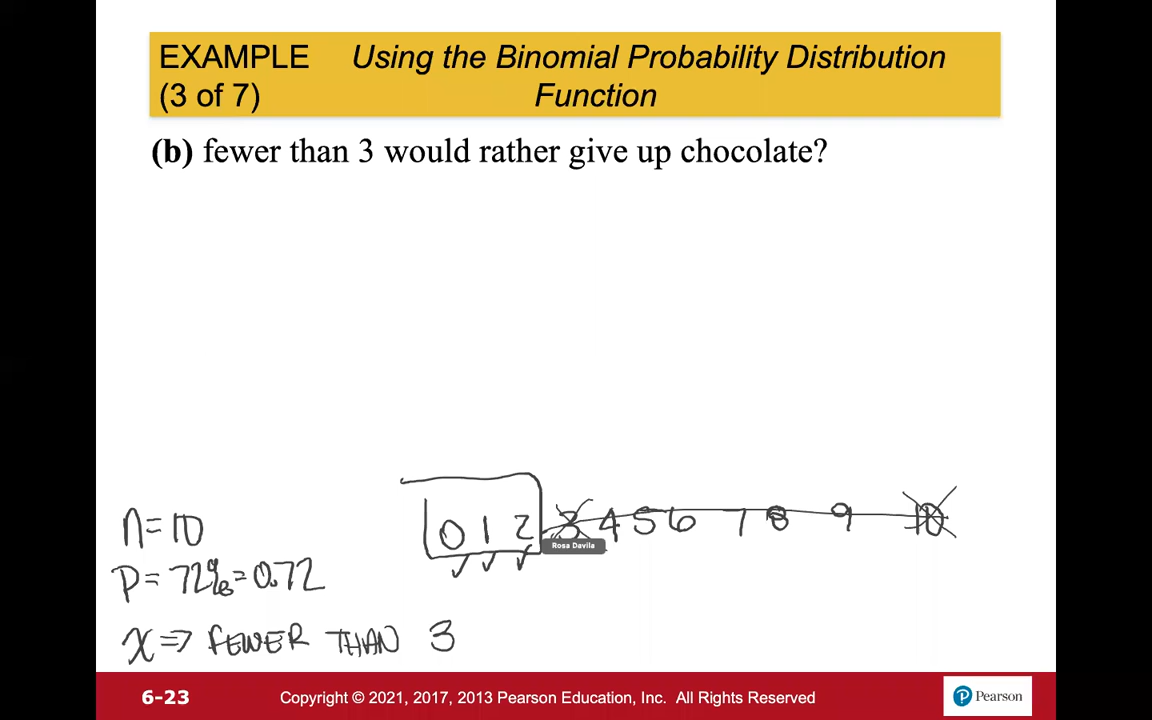 EXAMPLE Using the Binomial Probability Distribution
(3 of 7) Function
(b) fewer than 3 would rather give up chocolate?
0 1 2 3 4 5 6 7 8 9 10
Rosa Davila
n=10
p=72%=0.72
x⇒ FEWER THAN 3
6-23 Copyright © 2021, 2017, 2013 Pearson Education, Inc. All Rights Reserved P Pearson